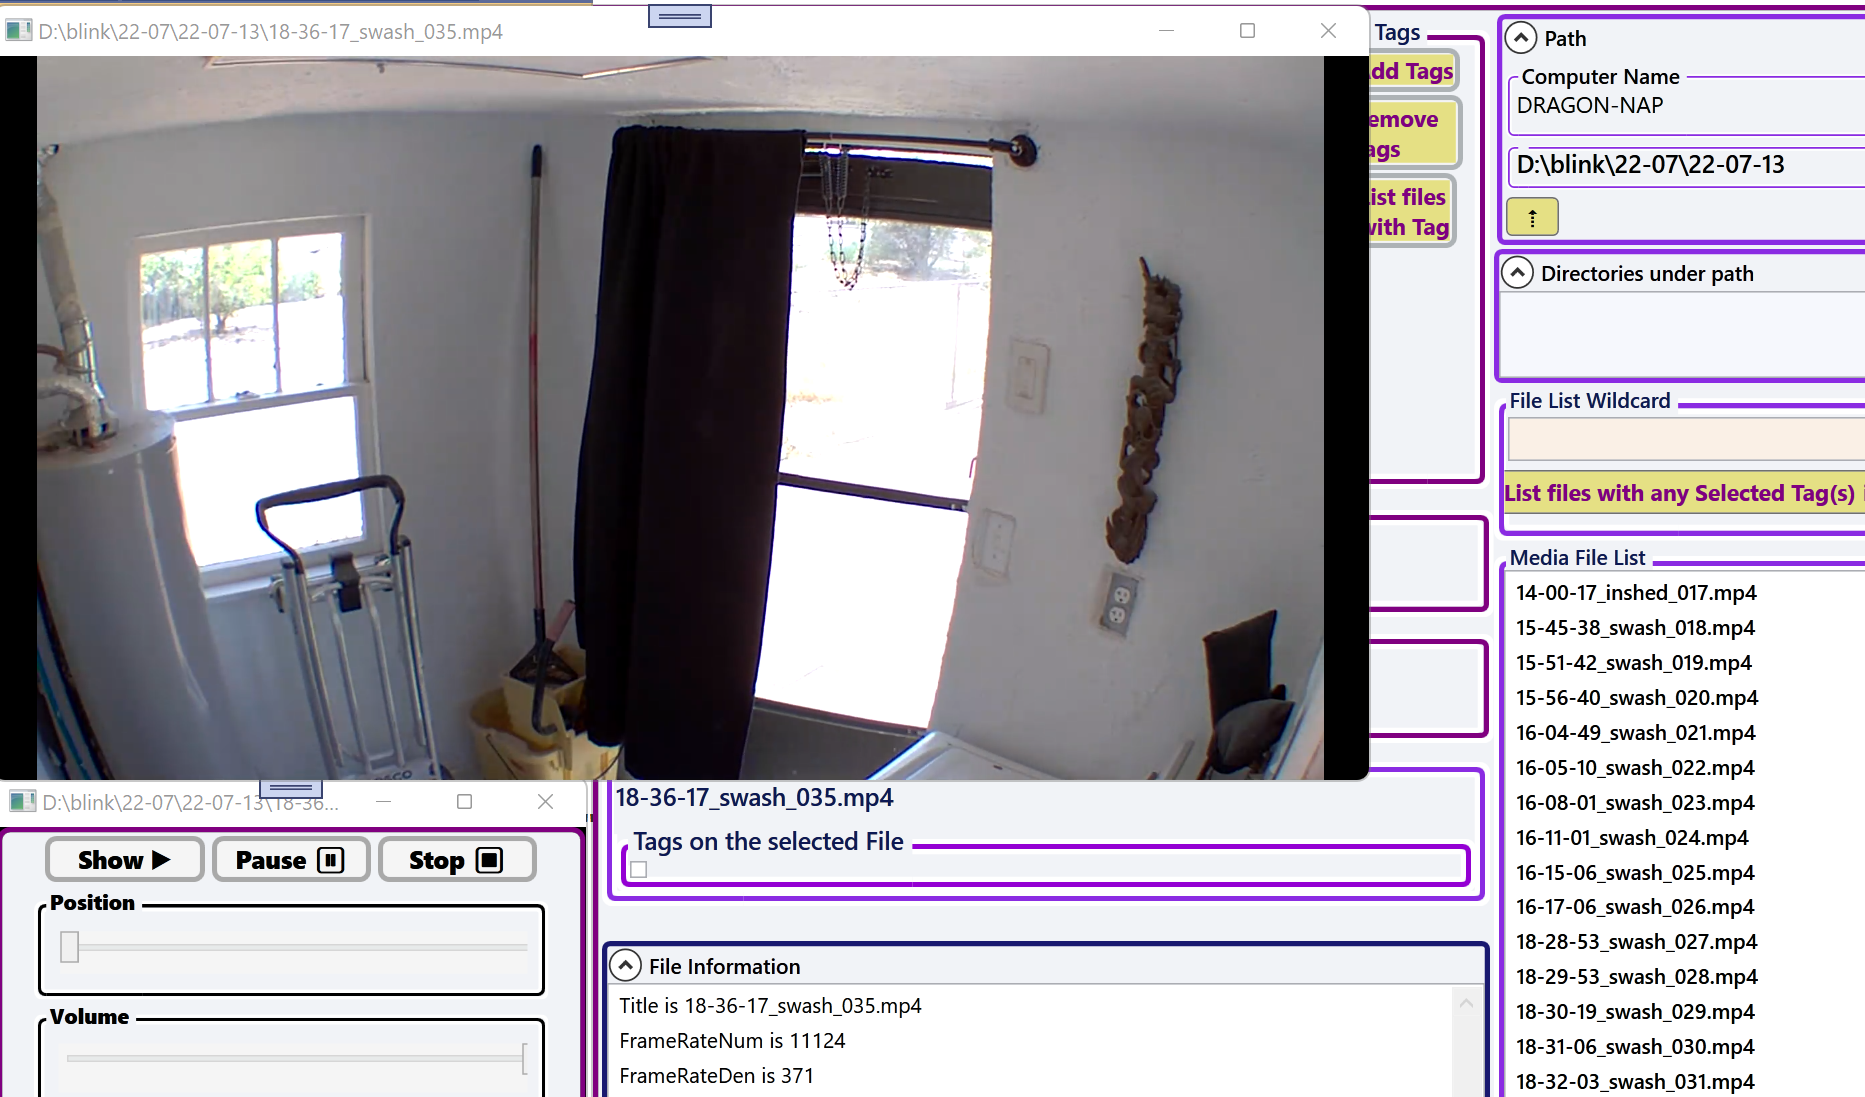 D:\blink\22-07\22-07-13\18-36-17_swash_035.mp4
Tags
dd Tags
emove
ags
ist files
ith Tag
Path
Computer Name
DRAGON-NAP
D:\blink\22-07\22-07-13
Directories under path
File List Wildcard
List files with any Selected Tag(s)
Media File List
14-00-17_inshed_017.mp4
15-45-38_swash_018.mp4
15-51-42_swash_019.mp4
15-56-40_swash_020.mp4
16-04-49_swash_021.mp4
16-05-10_swash_022.mp4
16-08-01_swash_023.mp4
16-11-01_swash_024.mp4
16-15-06_swash_025.mp4
16-17-06_swash_026.mp4
18-28-53_swash_027.mp4
18-29-53_swash_028.mp4
18-30-19_swash_029.mp4
18-31-06_swash_030.mp4
18-32-03_swash_031.mp4
D:\blink\22-07\22-07-13\18-36...
Show
Pause
Stop
Position
Volume
18-36-17_swash_035.mp4
Tags on the selected File
File Information
Title is 18-36-17_swash_035.mp4
FrameRateNum is 11124
FrameRateDen is 371